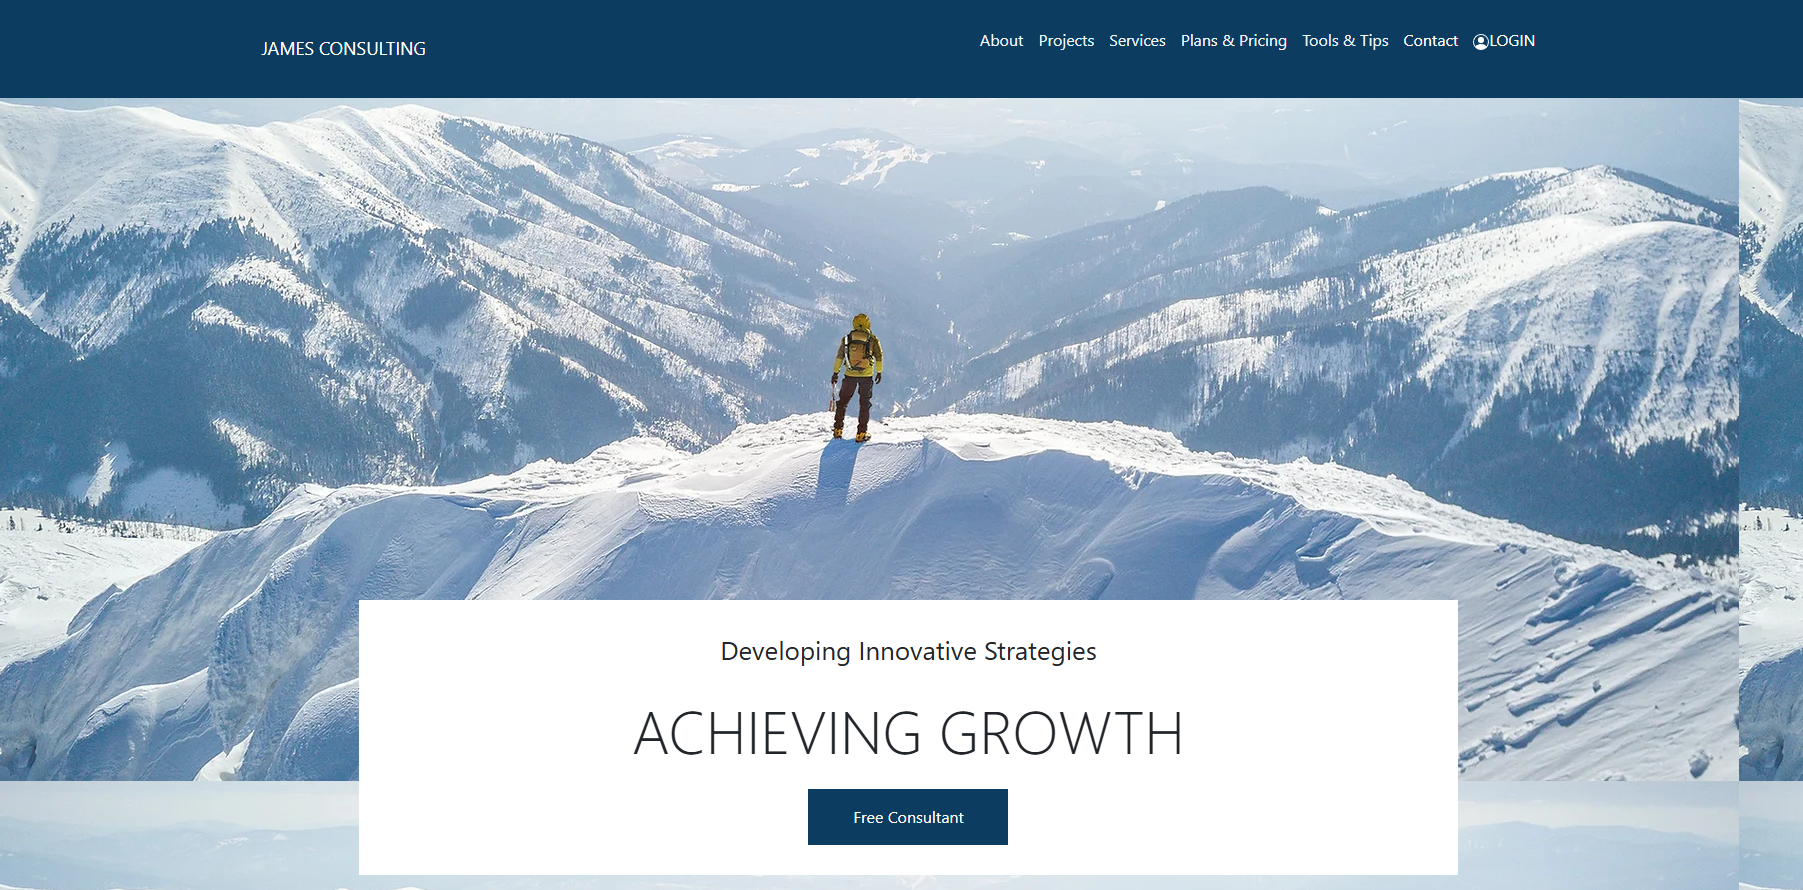 JAMES CONSULTING
About Projects Services Plans & Pricing Tools & Tips Contact LOGIN
Developing Innovative Strategies
ACHIEVING GROWTH
Free Consultant